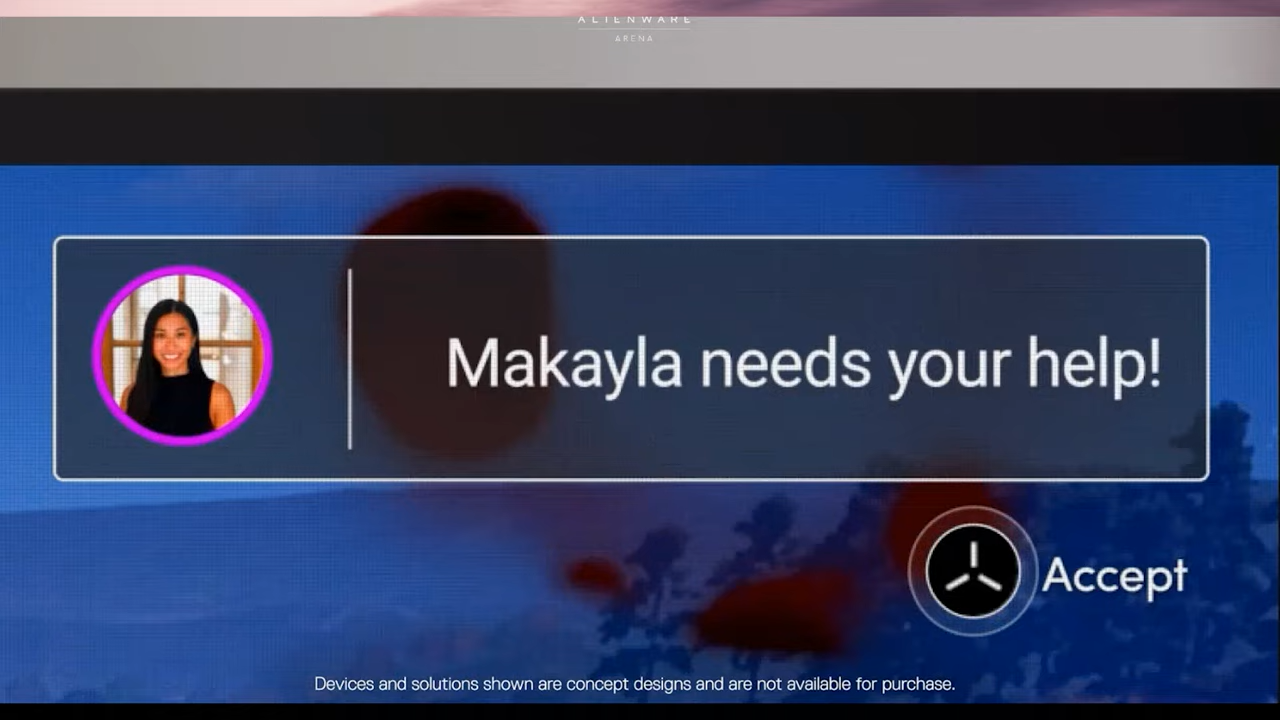 ALIENWARE
ARENA
Makayla needs your help!
Accept
Devices and solutions shown are concept designs and are not available for purchase.